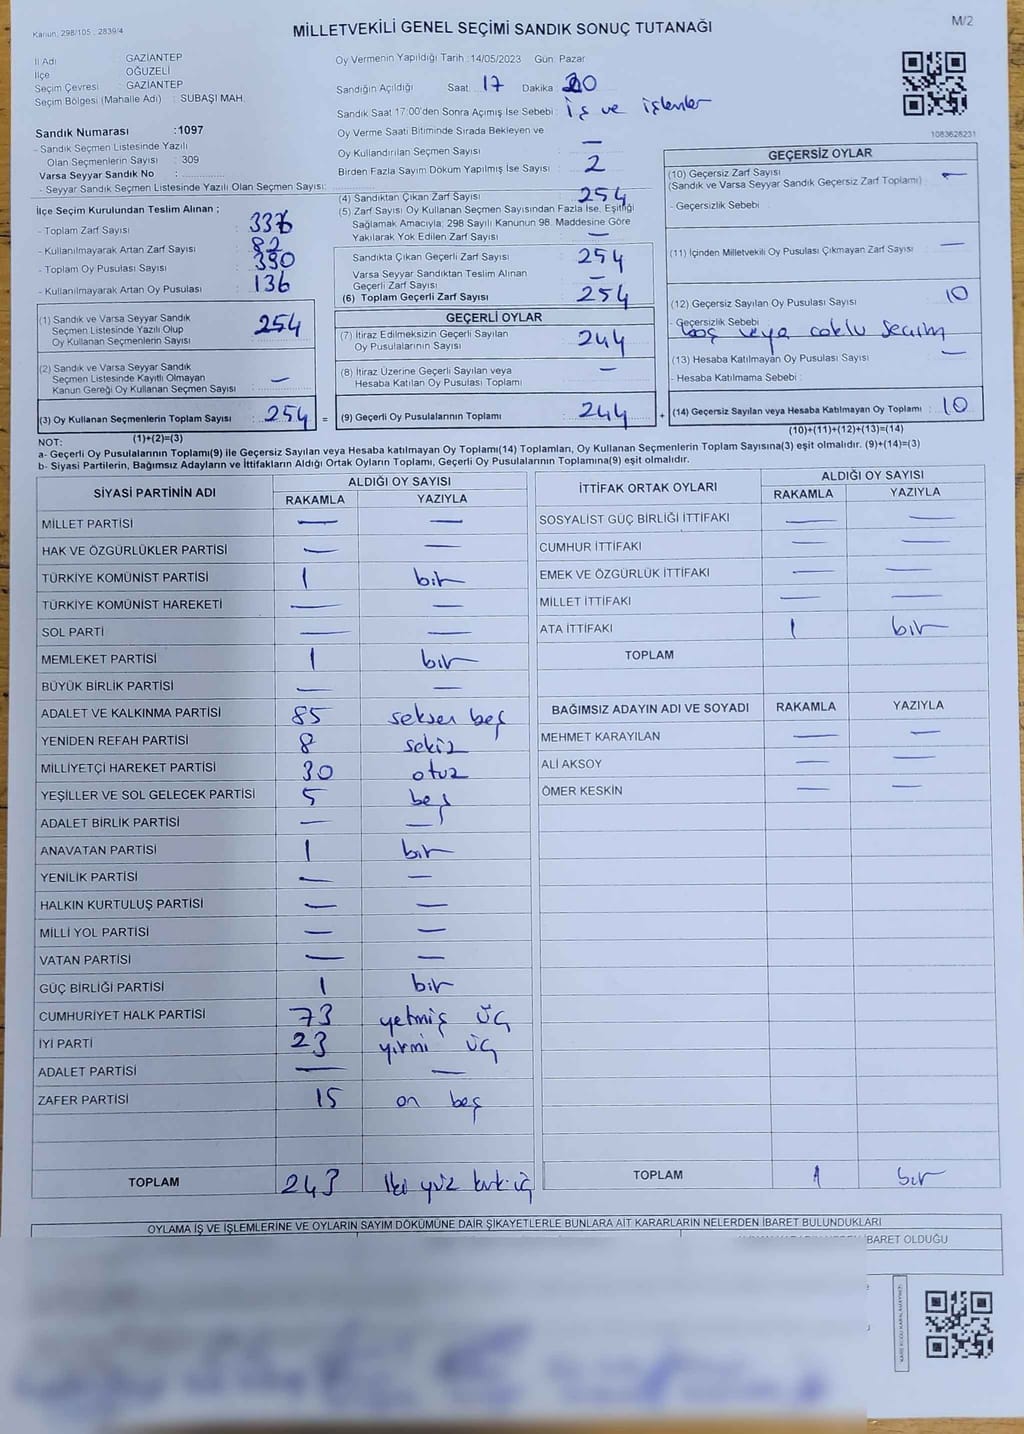 Kanun, 298/105 , 2839/4
MİLLETVEKİLİ GENEL SEÇİMİ SANDIK SONUÇ TUTANAĞI
M/2
İl Adı : GAZİANTEP
İlçe : OĞUZELİ
Seçim Çevresi : GAZİANTEP
Seçim Bölgesi (Mahalle Adı) : SUBAŞI MAH.
Sandık Numarası :1097
- Sandık Seçmen Listesinde Yazılı
Olan Seçmenlerin Sayısı : 309
Varsa Seyyar Sandık No :
- Seyyar Sandık Seçmen Listesinde Yazılı Olan Seçmen Sayısı:
İlçe Seçim Kurulundan Teslim Alınan ;
- Toplam Zarf Sayısı : 336
- Kullanılmayarak Artan Zarf Sayısı : 82
- Toplam Oy Pusulası Sayısı : 390
- Kullanılmayarak Artan Oy Pusulası : 136
(1) Sandık ve Varsa Seyyar Sandık
Seçmen Listesinde Yazılı Olup
Oy Kullanan Seçmenlerin Sayısı : 254
(2) Sandık ve Varsa Seyyar Sandık
Seçmen Listesinde Kayıtlı Olmayan
Kanun Gereği Oy Kullanan Seçmen Sayısı : —
(3) Oy Kullanan Seçmenlerin Toplam Sayısı : 254 =
(1)+(2)=(3)
Oy Vermenin Yapıldığı Tarih :14/05/2023 Gün: Pazar
Sandığın Açıldığı Saat 17 Dakika 20
Sandık Saat 17:00'den Sonra Açımış İse Sebebi : iş ve işlemler
Oy Verme Saati Bitiminde Sırada Bekleyen ve
Oy Kullandırılan Seçmen Sayısı : —
Birden Fazla Sayım Döküm Yapılmış İse Sayısı : 2
(4) Sandıktan Çıkan Zarf Sayısı : 254
(5) Zarf Sayısı Oy Kullanan Seçmen Sayısından Fazla İse, Eşitliği
Sağlamak Amacıyla; 298 Sayılı Kanunun 98. Maddesine Göre
Yakılarak Yok Edilen Zarf Sayısı : —
Sandıkta Çıkan Geçerli Zarf Sayısı : 254
Varsa Seyyar Sandıktan Teslim Alınan
Geçerli Zarf Sayısı : —
(6) Toplam Geçerli Zarf Sayısı : 254
GEÇERLİ OYLAR
(7) İtiraz Edilmeksizin Geçerli Sayılan
Oy Pusulalarının Sayısı : 244
(8) İtiraz Üzerine Geçerli Sayılan veya
Hesaba Katılan Oy Pusulası Toplamı : —
(9) Geçerli Oy Pusulalarının Toplamı : 244 +
1083628231
GEÇERSİZ OYLAR
(10) Geçersiz Zarf Sayısı : —
(Sandık ve Varsa Seyyar Sandık Geçersiz Zarf Toplamı)
- Geçersizlik Sebebi :
(11) İçinden Milletvekili Oy Pusulası Çıkmayan Zarf Sayısı : —
(12) Geçersiz Sayılan Oy Pusulası Sayısı : 10
- Geçersizlik Sebebi : boş veya çoklu seçim
(13) Hesaba Katılmayan Oy Pusulası Sayısı : —
- Hesaba Katılmama Sebebi :
(14) Geçersiz Sayılan veya Hesaba Katılmayan Oy Toplamı : 10
(10)+(11)+(12)+(13)=(14)
NOT:
a- Geçerli Oy Pusulalarının Toplamı(9) ile Geçersiz Sayılan veya Hesaba katılmayan Oy Toplamı(14) Toplamları, Oy Kullanan Seçmenlerin Toplam Sayısına(3) eşit olmalıdır. (9)+(14)=(3)
b- Siyasi Partilerin, Bağımsız Adayların ve İttifakların Aldığı Ortak Oyların Toplamı, Geçerli Oy Pusulalarının Toplamına(9) eşit olmalıdır.
SİYASİ PARTİNİN ADI ALDIĞI OY SAYISI
RAKAMLA YAZIYLA
MİLLET PARTİSİ — —
HAK VE ÖZGÜRLÜKLER PARTİSİ — —
TÜRKİYE KOMÜNİST PARTİSİ 1 bir
TÜRKİYE KOMÜNİST HAREKETİ — —
SOL PARTİ — —
MEMLEKET PARTİSİ 1 bir
BÜYÜK BİRLİK PARTİSİ — —
ADALET VE KALKINMA PARTİSİ 85 seksen beş
YENİDEN REFAH PARTİSİ 8 sekiz
MİLLİYETÇİ HAREKET PARTİSİ 30 otuz
YEŞİLLER VE SOL GELECEK PARTİSİ 5 beş
ADALET BİRLİK PARTİSİ — —
ANAVATAN PARTİSİ 1 bir
YENİLİK PARTİSİ — —
HALKIN KURTULUŞ PARTİSİ — —
MİLLİ YOL PARTİSİ — —
VATAN PARTİSİ — —
GÜÇ BİRLİĞİ PARTİSİ 1 bir
CUMHURİYET HALK PARTİSİ 73 yetmiş üç
İYİ PARTİ 23 yirmi üç
ADALET PARTİSİ — —
ZAFER PARTİSİ 15 on beş
TOPLAM 243 iki yüz kırk üç
İTTİFAK ORTAK OYLARI ALDIĞI OY SAYISI
RAKAMLA YAZIYLA
SOSYALİST GÜÇ BİRLİĞİ İTTİFAKI — —
CUMHUR İTTİFAKI — —
EMEK VE ÖZGÜRLÜK İTTİFAKI — —
MİLLET İTTİFAKI — —
ATA İTTİFAKI 1 bir
TOPLAM
BAĞIMSIZ ADAYIN ADI VE SOYADI RAKAMLA YAZIYLA
MEHMET KARAYILAN — —
ALİ AKSOY — —
ÖMER KESKİN — —
TOPLAM 1 bir
OYLAMA İŞ VE İŞLEMLERİNE VE OYLARIN SAYIM DÖKÜMÜNE DAİR ŞİKAYETLERLE BUNLARA AİT KARARLARIN NELERDEN İBARET BULUNDUKLARI
İBARET OLDUĞU